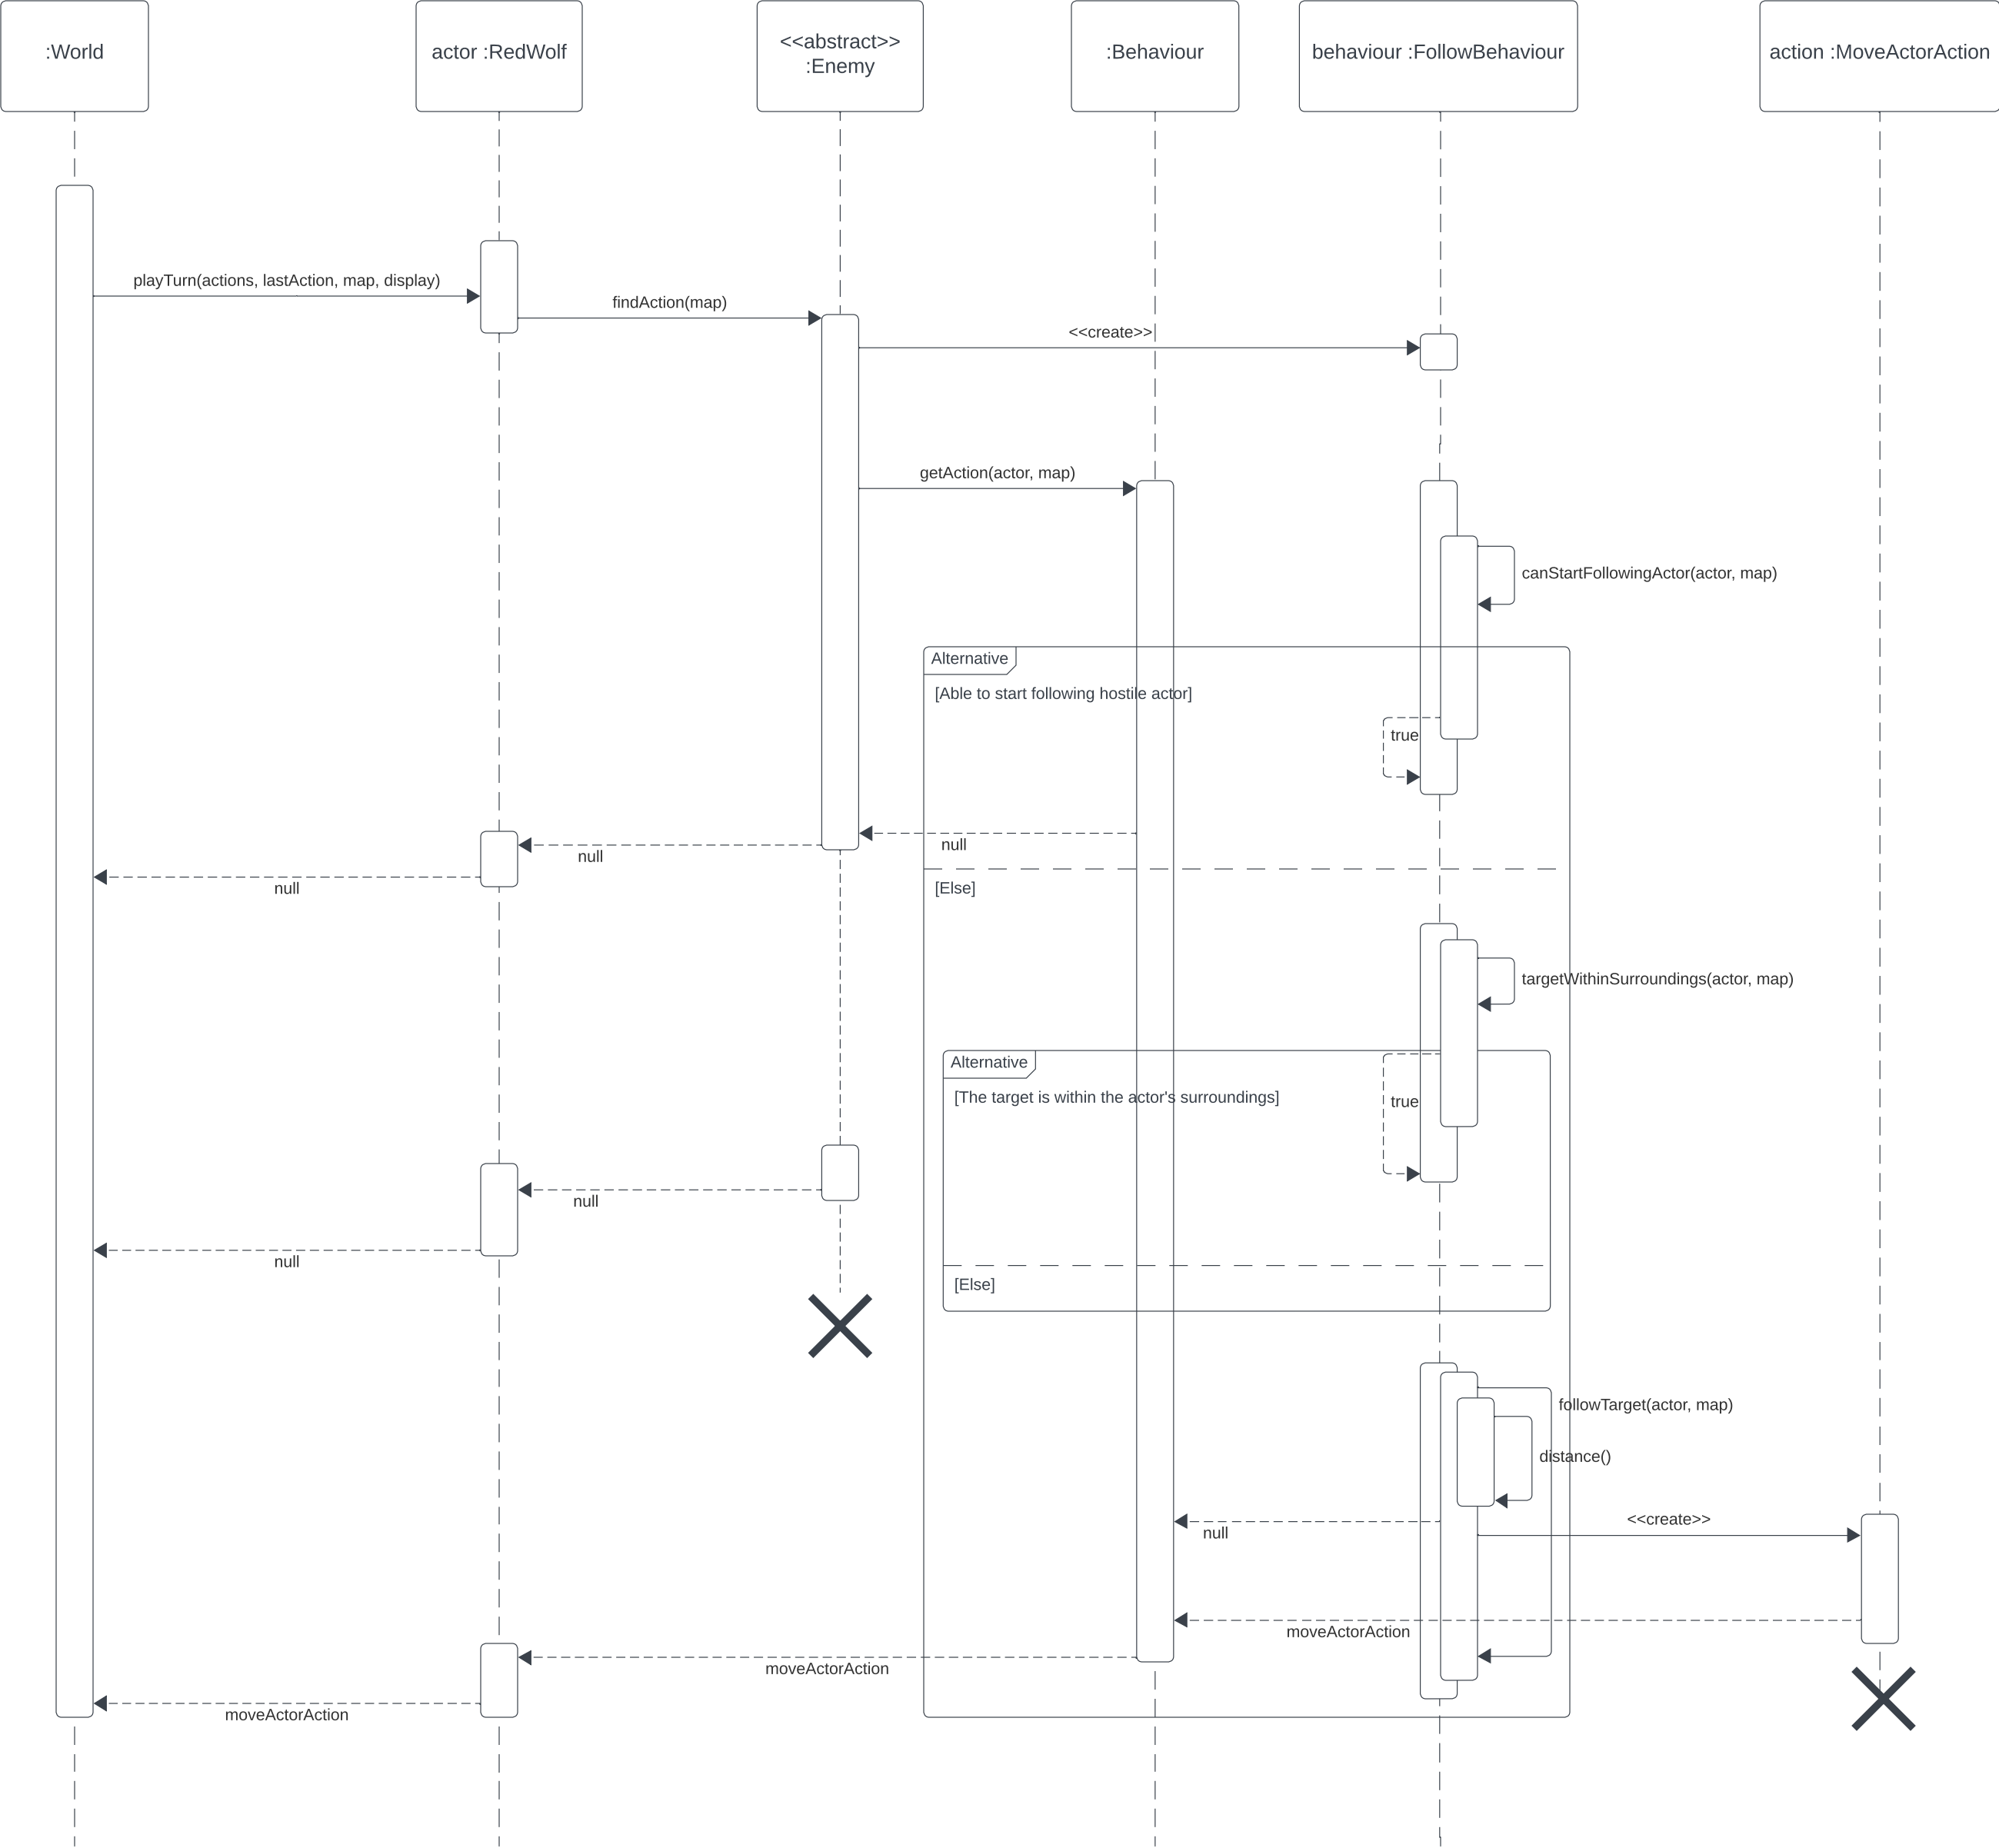 :World
actor :RedWolf
<<abstract>>
:Enemy
:Behaviour
behaviour :FollowBehaviour
action :MoveActorAction
playTurn(actions, lastAction, map, display)
findAction(map)
<<create>>
getAction(actor, map)
canStartFollowingActor(actor, map)
Alternative
[Able to start following hostile actor]
true
null
null
null
[Else]
targetWithinSurroundings(actor, map)
Alternative
[The target is within the actor's surroundings]
true
null
null
[Else]
followTarget(actor, map)
distance()
<<create>>
null
moveActorAction
moveActorAction
moveActorAction